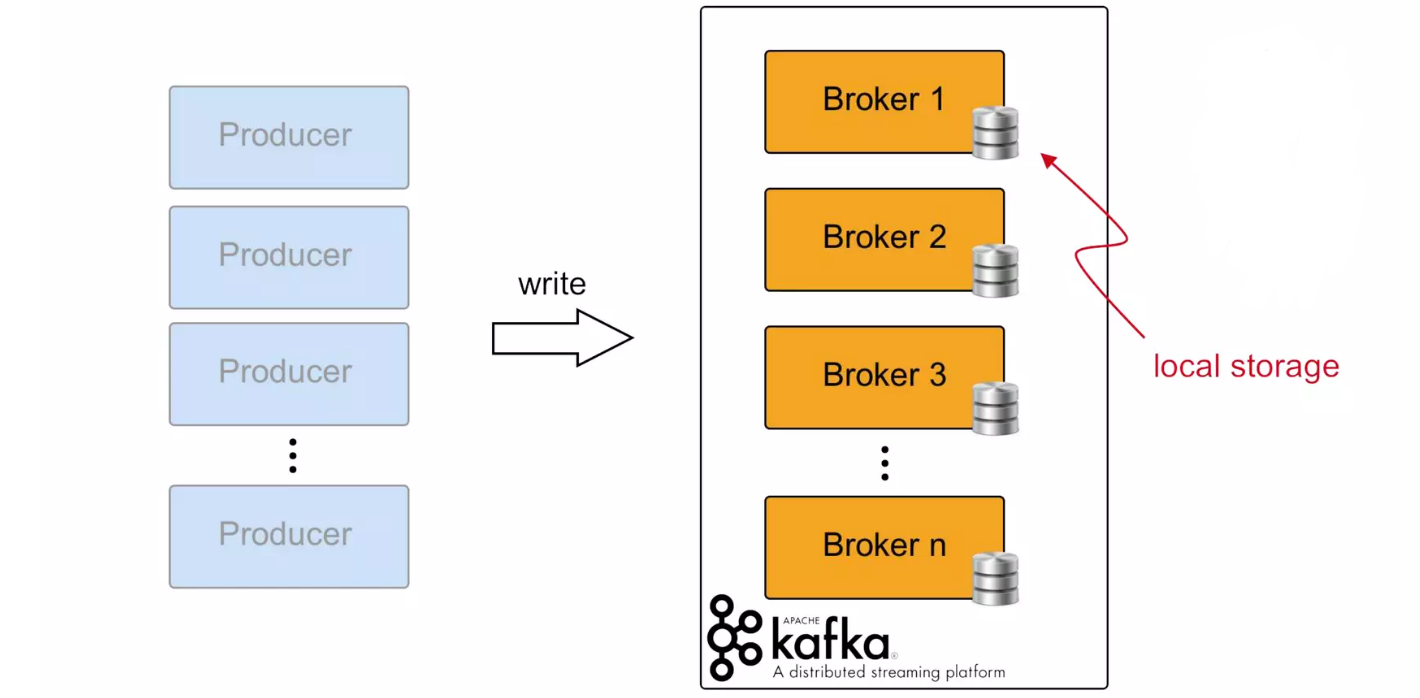 Producer
Producer
Producer
Producer
write
Broker 1
Broker 2
Broker 3
Broker n
local storage
APACHE
kafka®
A distributed streaming platform